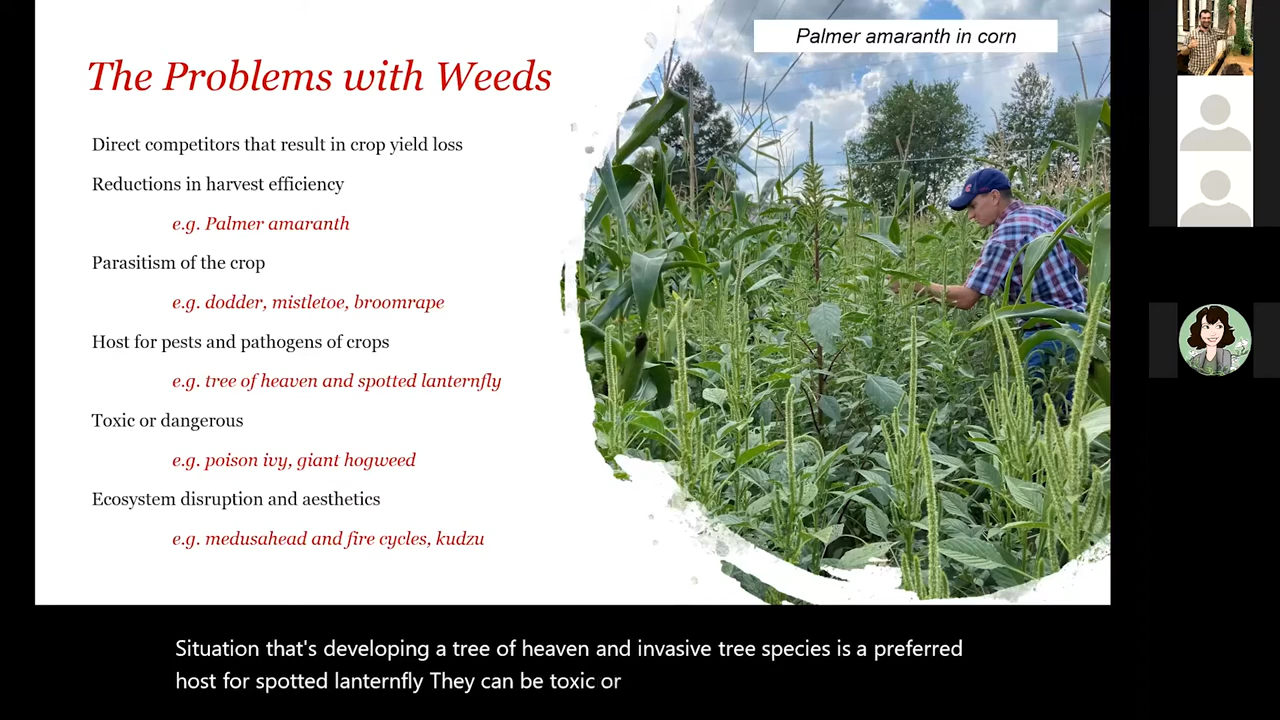 Palmer amaranth in corn
The Problems with Weeds
Direct competitors that result in crop yield loss
Reductions in harvest efficiency
e.g. Palmer amaranth
Parasitism of the crop
e.g. dodder, mistletoe, broomrape
Host for pests and pathogens of crops
e.g. tree of heaven and spotted lanternfly
Toxic or dangerous
e.g. poison ivy, giant hogweed
Ecosystem disruption and aesthetics
e.g. medusahead and fire cycles, kudzu
Situation that's developing a tree of heaven and invasive tree species is a preferred
host for spotted lanternfly They can be toxic or